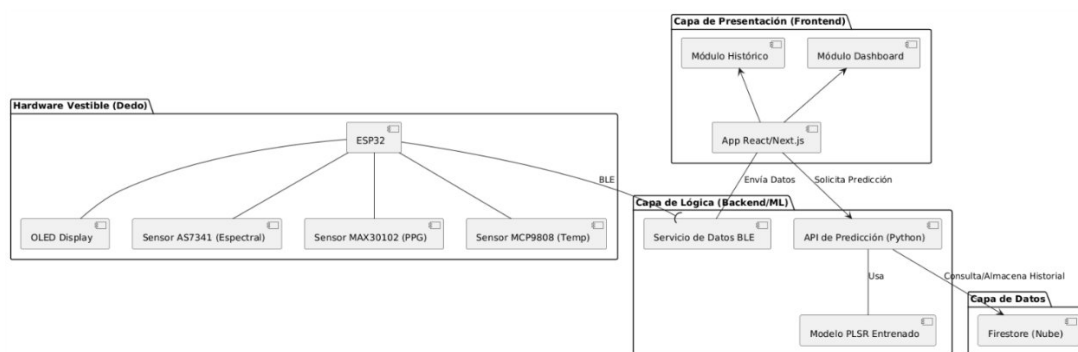 Capa de Presentación (Frontend)
Módulo Histórico
Módulo Dashboard
App React/Next.js
Hardware Vestible (Dedo)
ESP32
OLED Display
Sensor AS7341 (Espectral)
Sensor MAX30102 (PPG)
Sensor MCP9808 (Temp)
BLE
Envía Datos
Solicita Predicción
Capa de Lógica (Backend/ML)
Servicio de Datos BLE
API de Predicción (Python)
Usa
Modelo PLSR Entrenado
Consulta/Almacena Historial
Capa de Datos
Firestore (Nube)